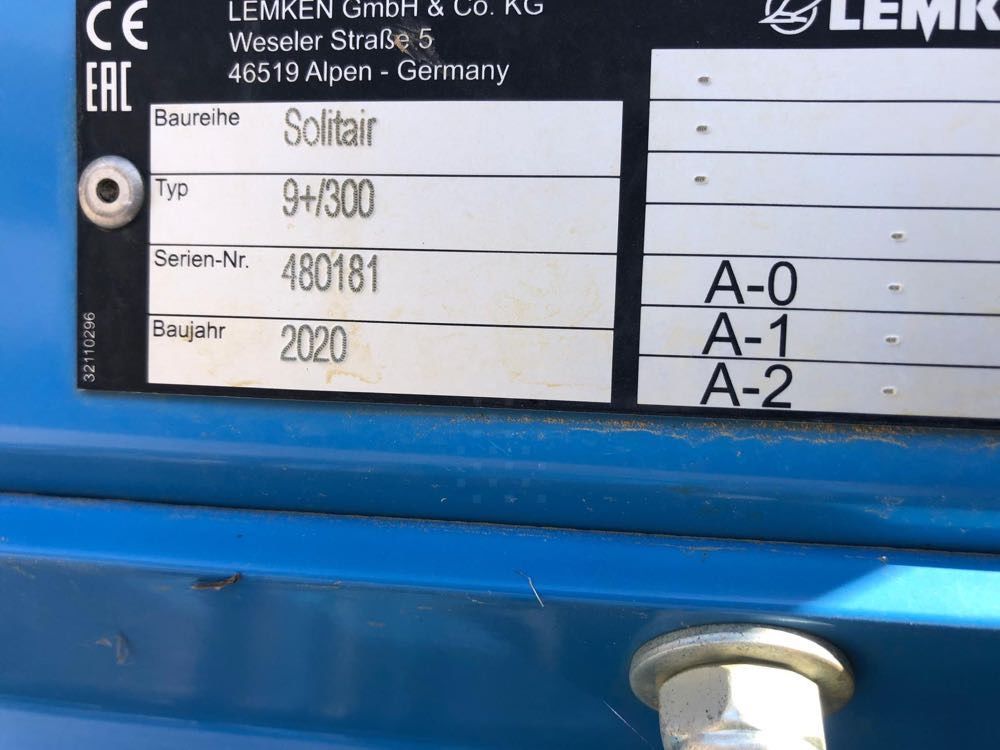 CE
EAC
LEMKEN GmbH & Co. KG
Weseler Straße 5
46519 Alpen - Germany
LEMK
Baureihe Solitair
Typ 9+/300
Serien-Nr. 480181
Baujahr 2020
32110296
A-0
A-1
A-2